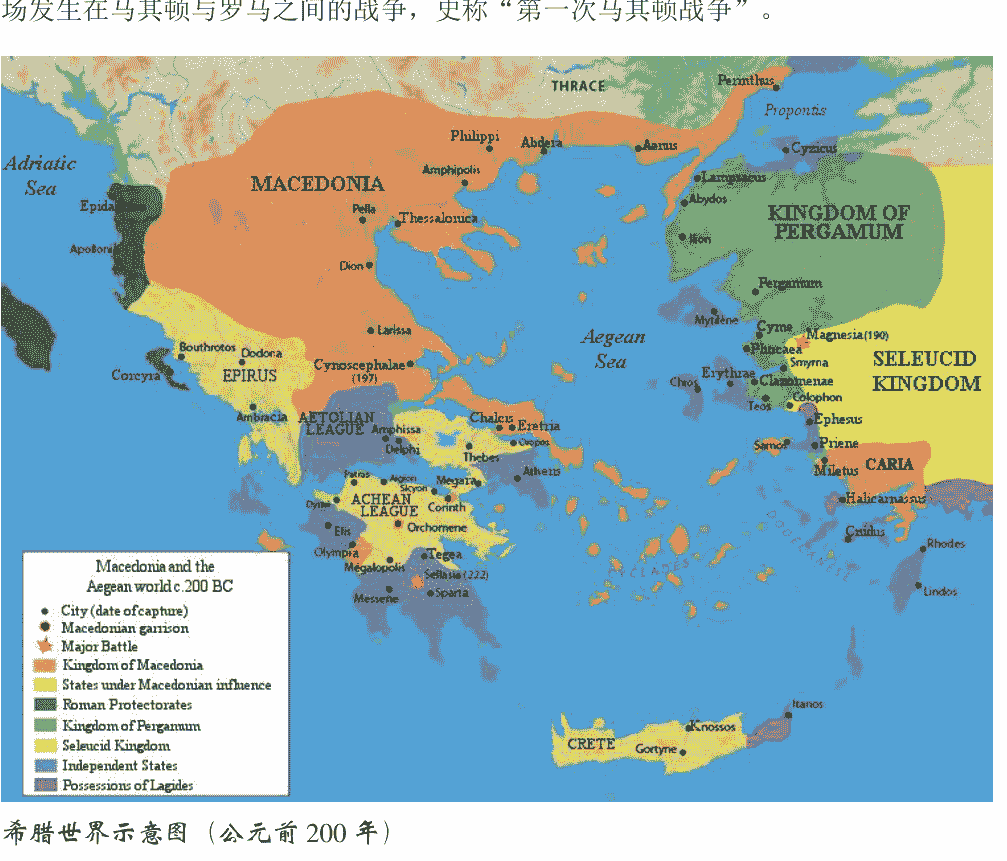 场发生在马其顿与罗马之间的战争，史称“第一次马其顿战争”。
THRACE
Perinthus
Propontis
Adriatic
Sea
Philippi
Abdera
Aenus
Cyzicus
Amphipolis
Lampsacus
MACEDONIA
Abydos
Epida
Pella
Thessalonica
KINGDOM OF
PERGAMUM
Apolloni
Ilion
Dion
Pergamum
Mytilene
Larissa
Aegean
Sea
Cyme
Magnesia (190)
Bouthrotos
Dodona
Phocaea
Corcyra
EPIRUS
Cynoscephalae
(197)
Smyrna
SELEUCID
KINGDOM
Chios
Erythrae
Clazomenae
Teos
Colophon
Ambracia
AETOLIAN
LEAGUE
Amphissa
Delphi
Chalcis
Eretria
Oropos
Ephesus
Samos
Priene
Thebes
Miletus
CARIA
Patras
Aigion
Sicyon
Megara
Athens
Dyme
ACHEAN
LEAGUE
Corinth
Halicarnassus
Elis
Orchomene
Cnidus
Olympia
Tegea
Rhodes
Megalopolis
Sellasia (222)
CYCLADES
DODECANESE
Messene
Sparta
Lindos
Macedonia and the
Aegean world c.200 BC
City (date of capture)
Macedonian garrison
Major Battle
Kingdom of Macedonia
States under Macedonian influence
Roman Protectorates
Kingdom of Pergamum
Seleucid Kingdom
Independent States
Possessions of Lagides
Itanos
CRETE
Knossos
Gortyne
希腊世界示意图（公元前 200 年）